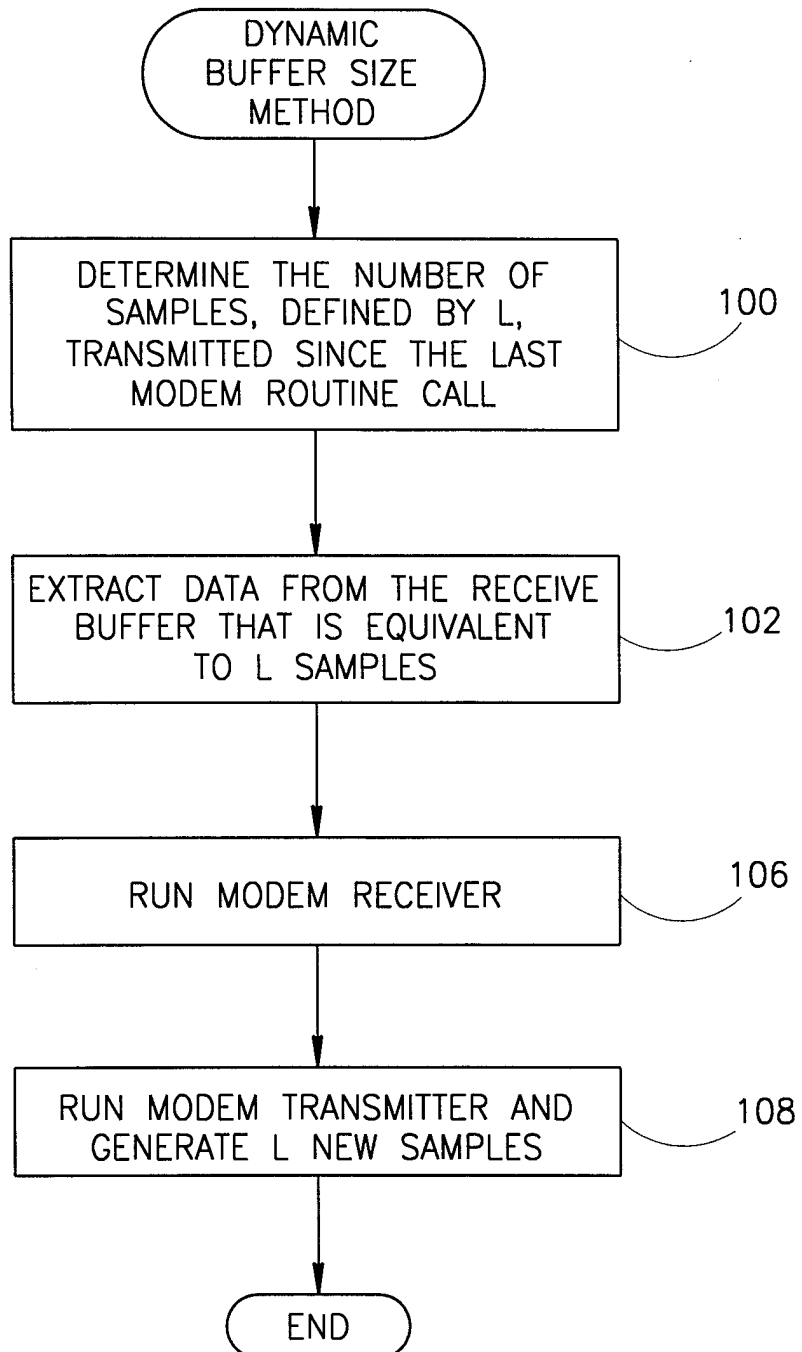 DYNAMIC
BUFFER SIZE
METHOD
DETERMINE THE NUMBER OF
SAMPLES, DEFINED BY L,
TRANSMITTED SINCE THE LAST
MODEM ROUTINE CALL
100
EXTRACT DATA FROM THE RECEIVE
BUFFER THAT IS EQUIVALENT
TO L SAMPLES
102
RUN MODEM RECEIVER
106
RUN MODEM TRANSMITTER AND
GENERATE L NEW SAMPLES
108
END